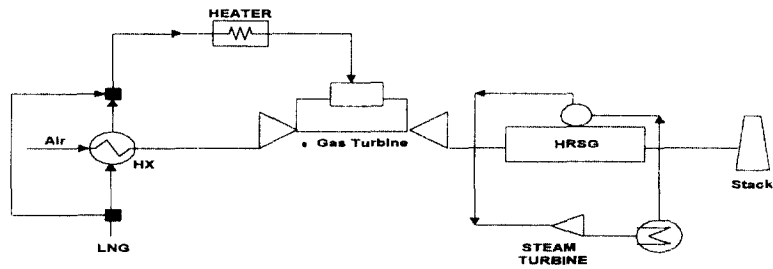 HEATER
Air
HX
Gas Turbine
HRSG
Stack
LNG
STEAM
TURBINE